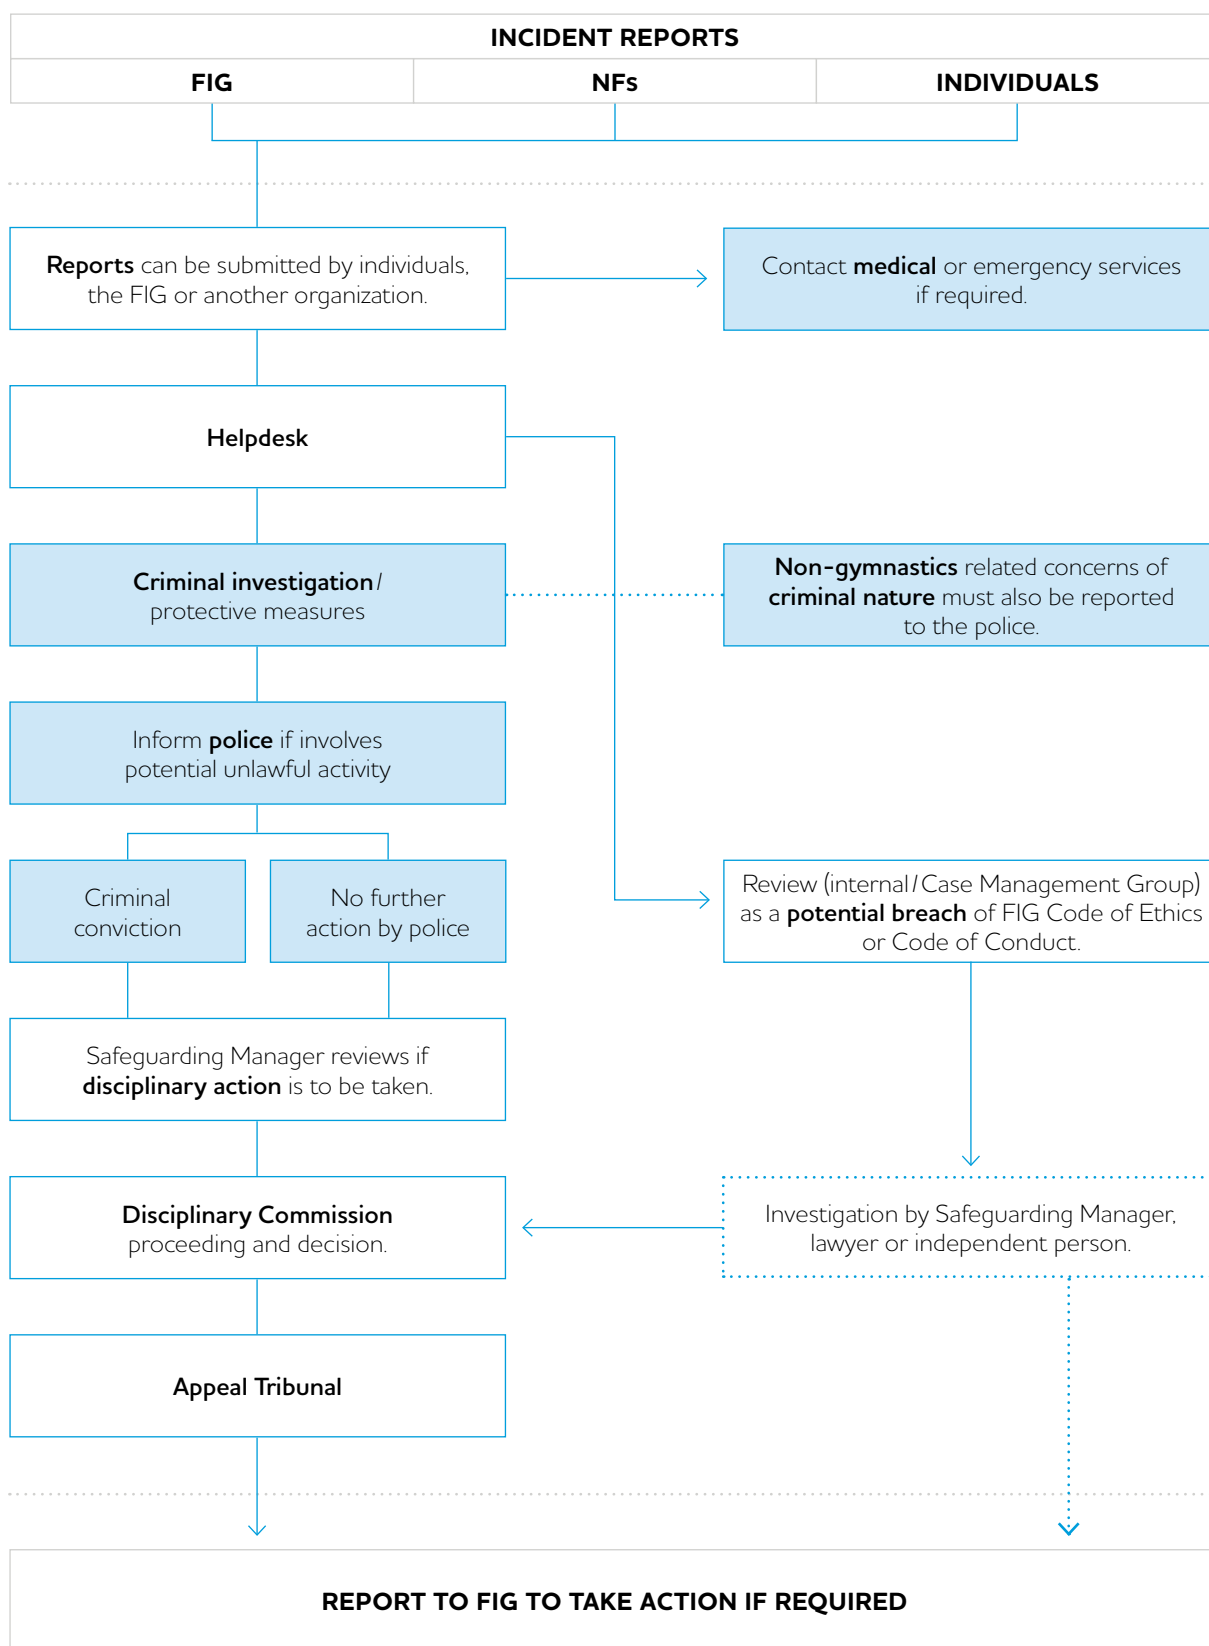 INCIDENT REPORTS
FIG
NFs
INDIVIDUALS
Reports can be submitted by individuals,
the FIG or another organization.
Contact medical or emergency services
if required.
Helpdesk
Criminal investigation/
protective measures
Non-gymnastics related concerns of
criminal nature must also be reported
to the police.
Inform police if involves
potential unlawful activity
Criminal
conviction
No further
action by police
Review (internal/Case Management Group)
as a potential breach of FIG Code of Ethics
or Code of Conduct.
Safeguarding Manager reviews if
disciplinary action is to be taken.
Disciplinary Commission
proceeding and decision.
Investigation by Safeguarding Manager,
lawyer or independent person.
Appeal Tribunal
REPORT TO FIG TO TAKE ACTION IF REQUIRED